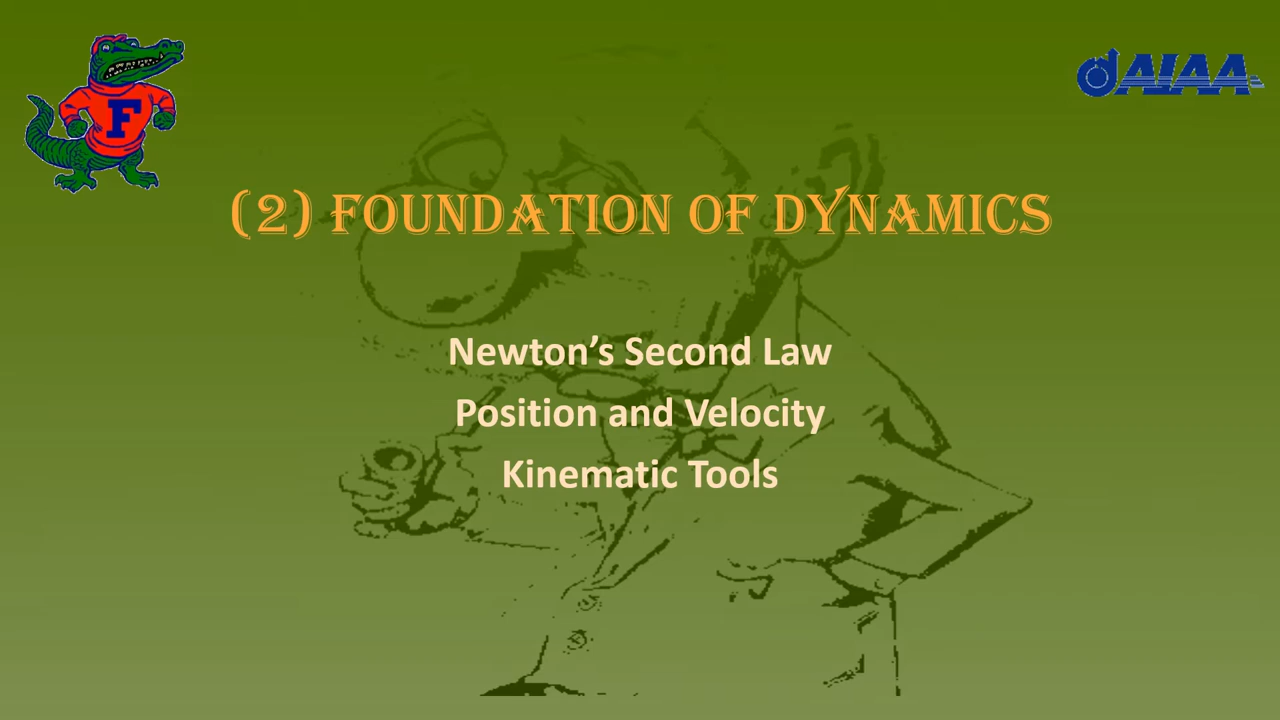 F
AIAA
(2) FOUNDATION OF DYNAMICS
Newton's Second Law
Position and Velocity
Kinematic Tools